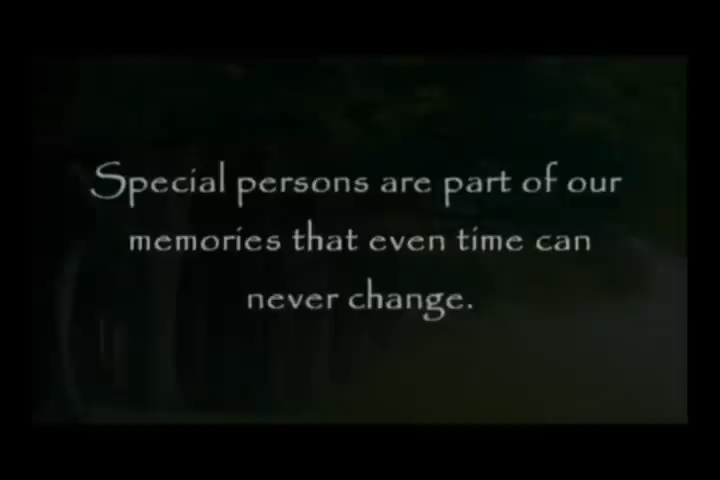 Special persons are part of our
memories that even time can
never change.